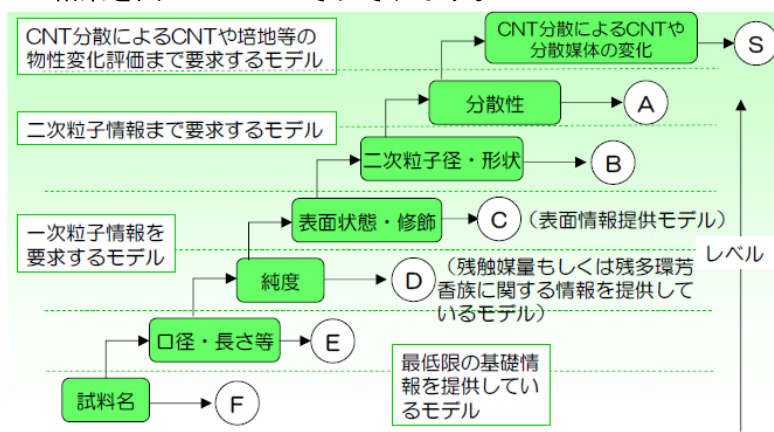 CNT分散によるCNTや培地等の
物性変化評価まで要求するモデル
CNT分散によるCNTや
分散媒体の変化
S
分散性
A
二次粒子情報まで要求するモデル
二次粒子径・形状
B
表面状態・修飾
C
(表面情報提供モデル)
一次粒子情報を
要求するモデル
レベル
純度
D
(残触媒量もしくは残多環芳
香族に関する情報を提供して
いるモデル)
口径・長さ等
E
最低限の基礎情
報を提供してい
るモデル
試料名
F